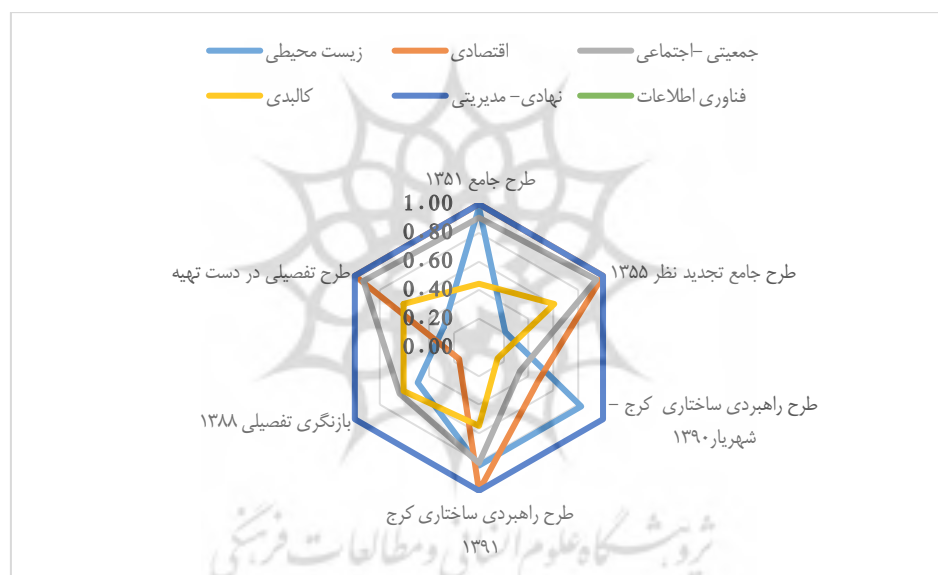 جمعیتی -اجتماعی
اقتصادی
زیست محیطی
فناوری اطلاعات
نهادی- مدیریتی
کالبدی
طرح جامع ۱۳۵۱
1.00
0.80
0.60
0.40
0.20
0.00
طرح جامع تجدید نظر ۱۳۵۵
طرح راهبردی ساختاری کرج -
شهریار۱۳۹۰
طرح راهبردی ساختاری کرج
۱۳۹۱
بازنگری تفصیلی ۱۳۸۸
طرح تفصیلی در دست تهیه
پژوهشگاه علوم انسانی و مطالعات فرهنگی